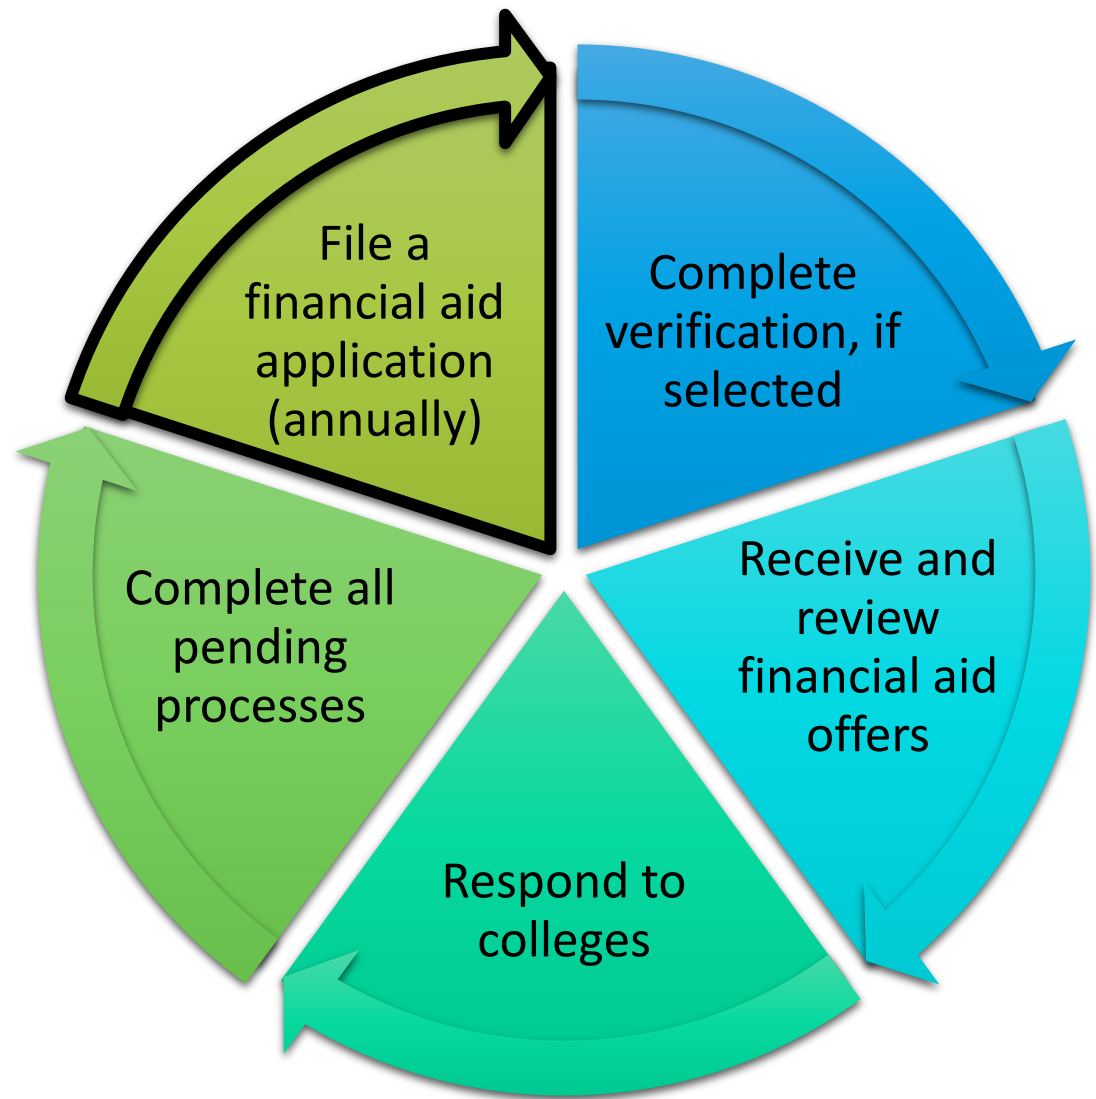 File a
financial aid
application
(annually)
Complete
verification, if
selected
Receive and
review
financial aid
offers
Respond to
colleges
Complete all
pending
processes